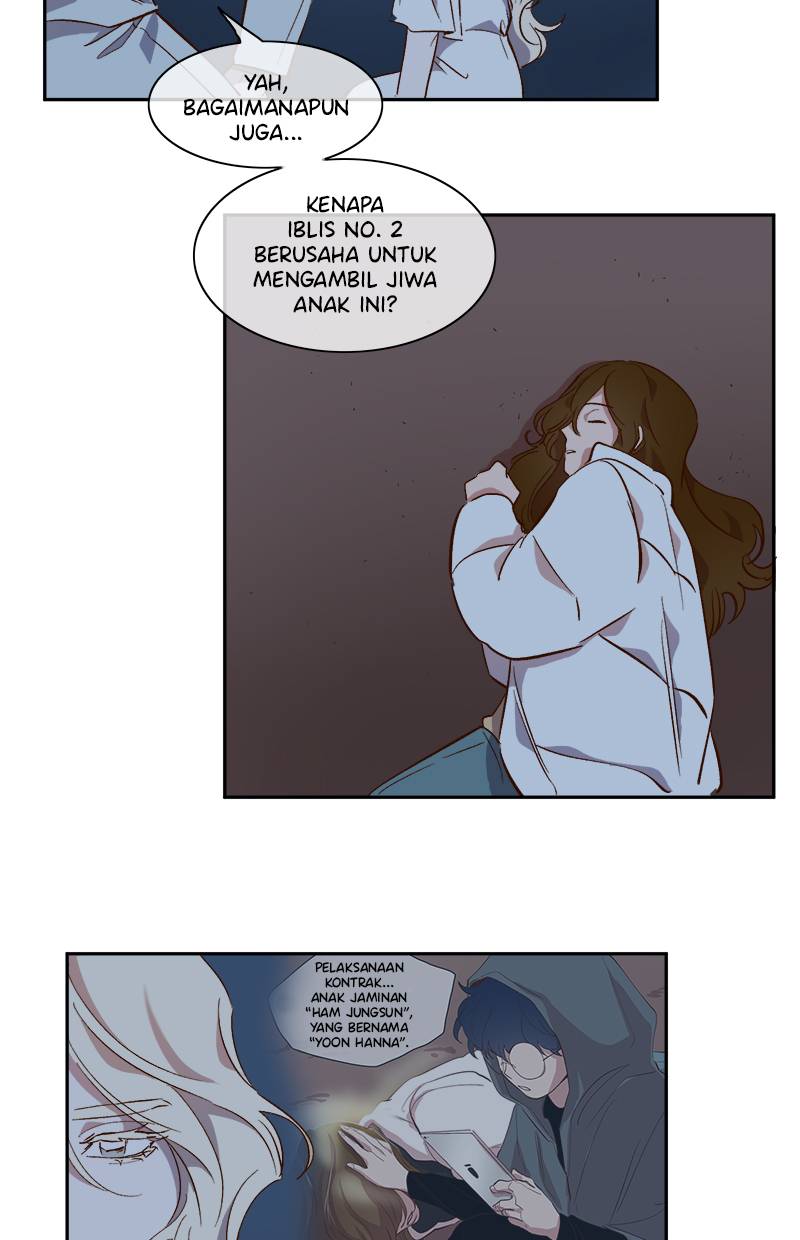 YAH,
BAGAIMANAPUN
JUGA...
KENAPA
IBLIS NO. 2
BERUSAHA UNTUK
MENGAMBIL JIWA
ANAK INI?
PELAKSANAAN
KONTRAK...
ANAK JAMINAN
“HAM JUNGSUN”,
YANG BERNAMA
“YOON HANNA”.